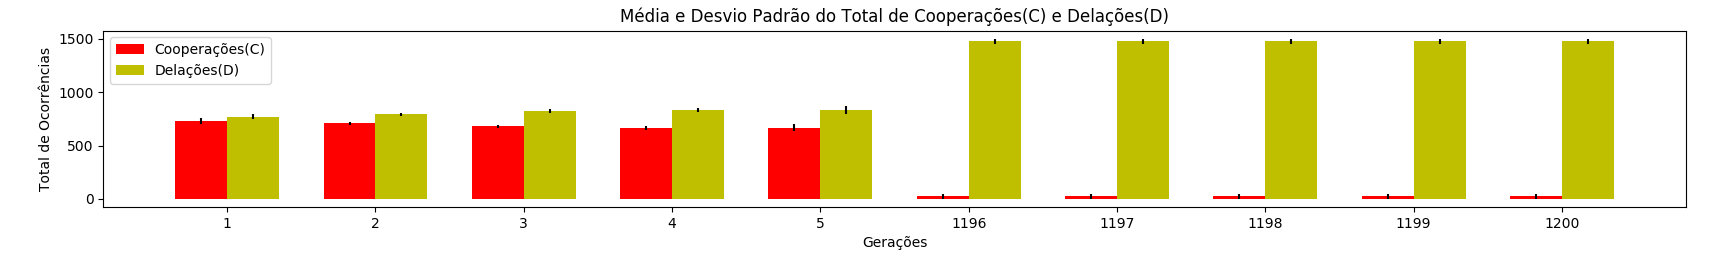 Média e Desvio Padrão do Total de Cooperações(C) e Delações(D)
Total de Ocorrências
1500
1000
500
0
Cooperações(C)
Delações(D)
1 2 3 4 5 1196 1197 1198 1199 1200
Gerações